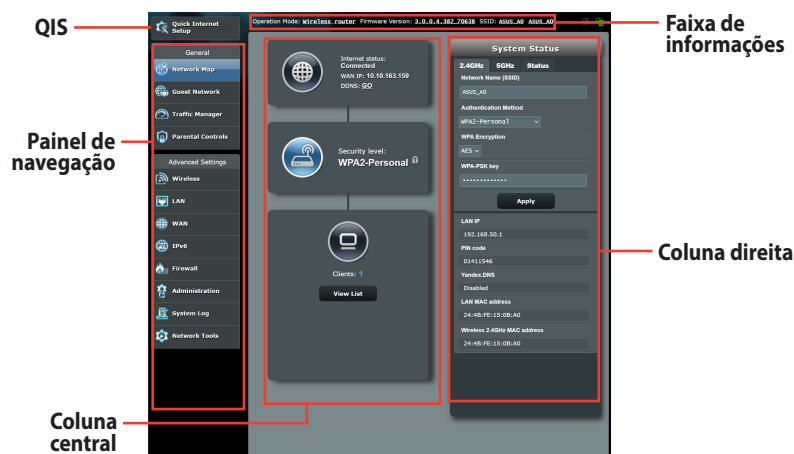 QIS
Quick Internet
Setup
Operation Mode: Wireless router Firmware Version: 3.0.0.4.382_70638 SSID: ASUS_A0 ASUS_A0
Faixa de
informações
General
Network Map
Guest Network
Traffic Manager
Parental Controls
Painel de
navegação
Advanced Settings
Wireless
LAN
WAN
IPv6
Firewall
Administration
System Log
Network Tools
Internet status:
Connected
WAN IP: 10.10.163.159
DDNS: GO
Security level:
WPA2-Personal
Clients: 1
View List
System Status
2.4GHz 5GHz Status
Network Name (SSID)
ASUS_A0
Authentication Method
WPA2-Personal
WPA Encryption
AES
WPA-PSK key
•••••••••••••
Apply
LAN IP
192.168.50.1
PIN code
01411546
Yandex.DNS
Disabled
LAN MAC address
24:4B:FE:15:0B:A0
Wireless 2.4GHz MAC address
24:4B:FE:15:0B:A0
Coluna direita
Coluna
central